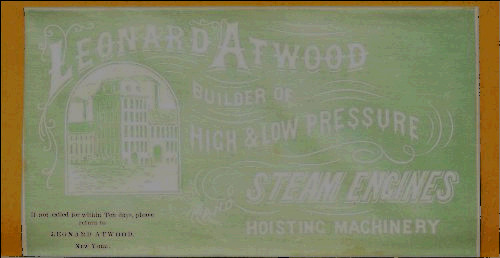 LEONARD ATWOOD
BUILDER OF
HIGH & LOW PRESSURE
AND
STEAM ENGINES
HOISTING MACHINERY
If not called for within Ten days, please
return to
LEONARD ATWOOD,
New York.